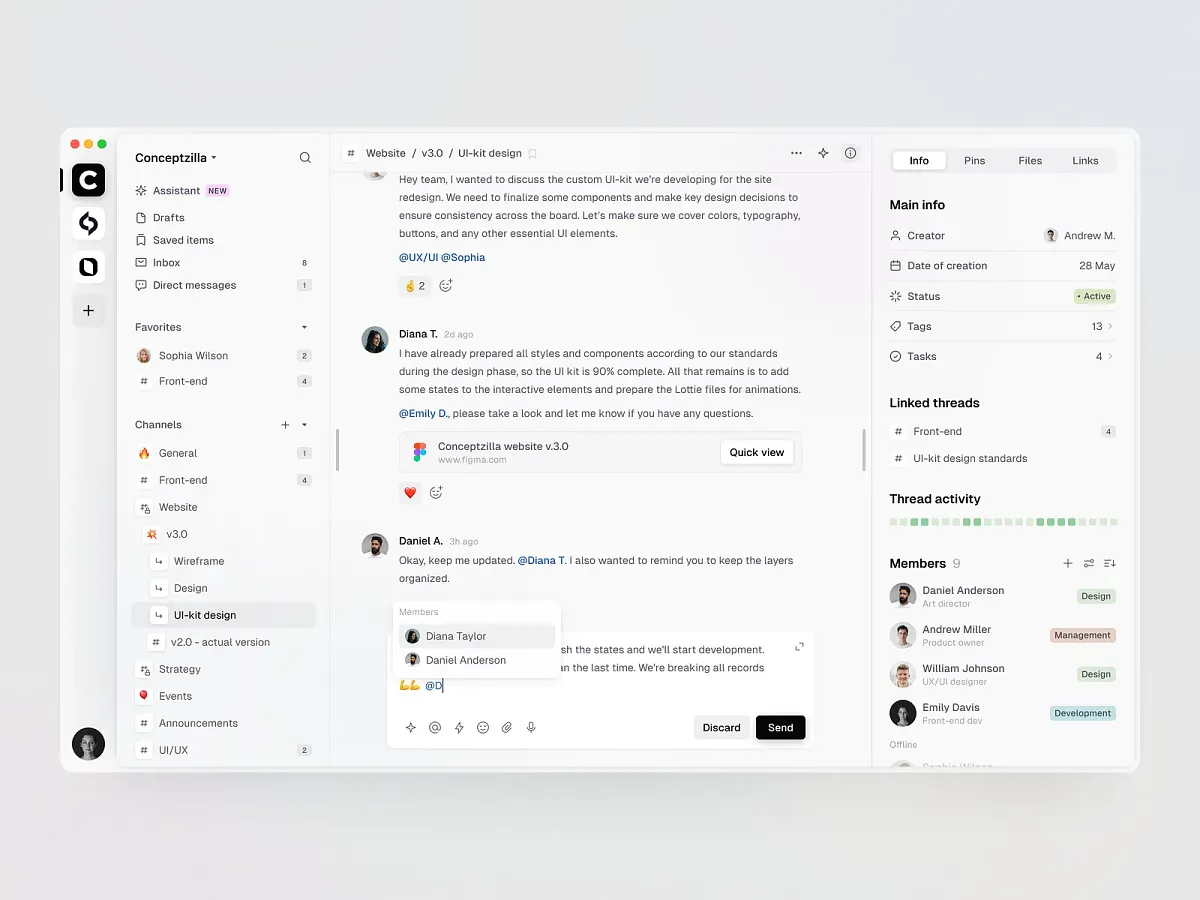 Conceptzilla
Assistant NEW
Drafts
Saved items
Inbox 8
Direct messages 1
Favorites
Sophia Wilson 2
# Front-end 4
Channels
General 1
# Front-end 4
Website
v3.0
Wireframe
Design
UI-kit design
# v2.0 - actual version
Strategy
Events
# Announcements
# UI/UX 2
# Website / v3.0 / UI-kit design
Hey team, I wanted to discuss the custom UI-kit we're developing for the site
redesign. We need to finalize some components and make key design decisions to
ensure consistency across the board. Let's make sure we cover colors, typography,
buttons, and any other essential UI elements.
@UX/UI @Sophia
2
Diana T. 2d ago
I have already prepared all styles and components according to our standards
during the design phase, so the UI kit is 90% complete. All that remains is to add
some states to the interactive elements and prepare the Lottie files for animations.
@Emily D., please take a look and let me know if you have any questions.
Conceptzilla website v.3.0
www.figma.com
Quick view
Daniel A. 3h ago
Okay, keep me updated. @Diana T. I also wanted to remind you to keep the layers
organized.
Members
Diana Taylor
Daniel Anderson
sh the states and we'll start development.
an the last time. We're breaking all records
💪💪 @D
Discard
Send
Info Pins Files Links
Main info
Creator Andrew M.
Date of creation 28 May
Status • Active
Tags 13
Tasks 4
Linked threads
# Front-end 4
# UI-kit design standards
Thread activity
Members 9
Daniel Anderson
Art director
Design
Andrew Miller
Product owner
Management
William Johnson
UX/UI designer
Design
Emily Davis
Front-end dev
Development
Offline